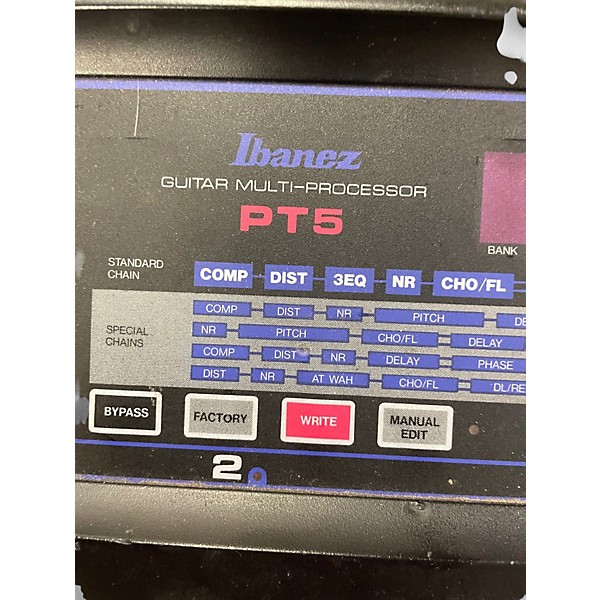 Ibanez
GUITAR MULTI-PROCESSOR
PT5
BANK
STANDARD
CHAIN
COMP DIST 3EQ NR CHO/FL
SPECIAL
CHAINS
COMP DIST NR PITCH
NR PITCH CHO/FL DELAY
COMP DIST NR DELAY PHASE
DIST NR AT WAH CHO/FL DL/RE
BYPASS FACTORY WRITE MANUAL
EDIT
2